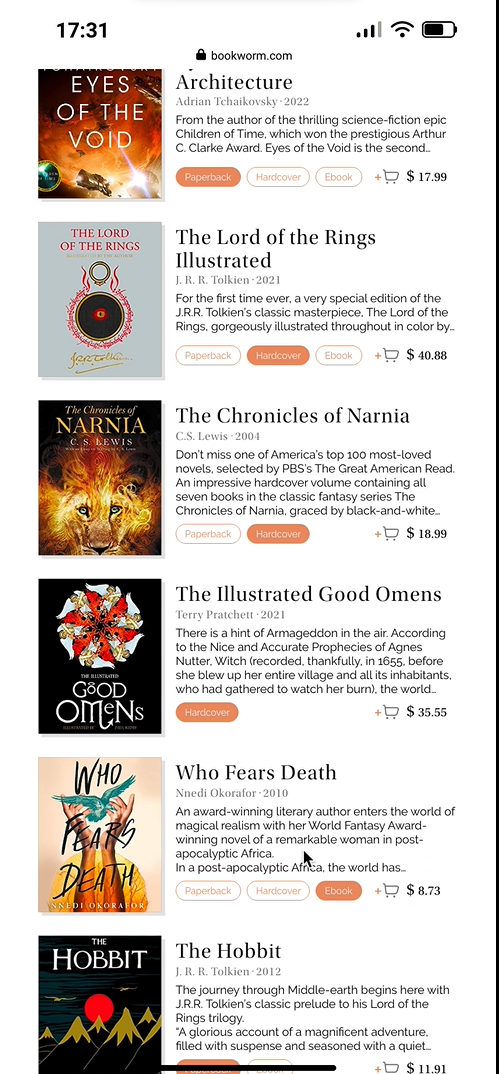 17:31
bookworm.com
EYES
OF THE
VOID
Architecture
Adrian Tchaikovsky · 2022
From the author of the thrilling science-fiction epic
Children of Time, which won the prestigious Arthur
C. Clarke Award. Eyes of the Void is the second…
Paperback Hardcover Ebook + $ 17.99
THE LORD
OF THE RINGS
ILLUSTRATED BY THE AUTHOR
The Lord of the Rings
Illustrated
J. R. R. Tolkien · 2021
For the first time ever, a very special edition of the
J.R.R. Tolkien's classic masterpiece, The Lord of the
Rings, gorgeously illustrated throughout in color by…
Paperback Hardcover Ebook + $ 40.88
The Chronicles of
NARNIA
C. S. LEWIS
The Chronicles of Narnia
C.S. Lewis · 2004
Don't miss one of America's top 100 most-loved
novels, selected by PBS's The Great American Read.
An impressive hardcover volume containing all
seven books in the classic fantasy series The
Chronicles of Narnia, graced by black-and-white…
Paperback Hardcover + $ 18.99
THE ILLUSTRATED
GOOD
OMENS
The Illustrated Good Omens
Terry Pratchett · 2021
There is a hint of Armageddon in the air. According
to the Nice and Accurate Prophecies of Agnes
Nutter, Witch (recorded, thankfully, in 1655, before
she blew up her entire village and all its inhabitants,
who had gathered to watch her burn), the world…
Hardcover + $ 35.55
WHO
FEARS
DEATH
NNEDI OKORAFOR
Who Fears Death
Nnedi Okorafor · 2010
An award-winning literary author enters the world of
magical realism with her World Fantasy Award-
winning novel of a remarkable woman in post-
apocalyptic Africa.
In a post-apocalyptic Africa, the world has…
Paperback Hardcover Ebook + $ 8.73
THE
HOBBIT
The Hobbit
J. R. R. Tolkien · 2012
The journey through Middle-earth begins here with
J.R.R. Tolkien's classic prelude to his Lord of the
Rings trilogy.
“A glorious account of a magnificent adventure,
filled with suspense and seasoned with a quiet…
+ $ 11.91